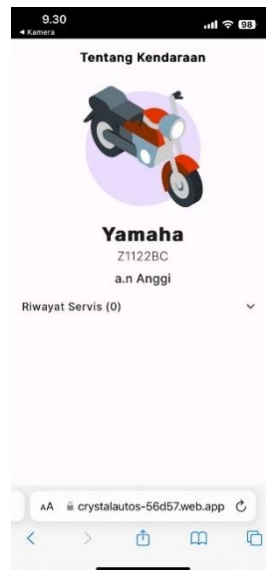 9.30
98
◀ Kamera
Tentang Kendaraan
Yamaha
Z1122BC
a.n Anggi
Riwayat Servis (0)
AA crystalautos-56d57.web.app